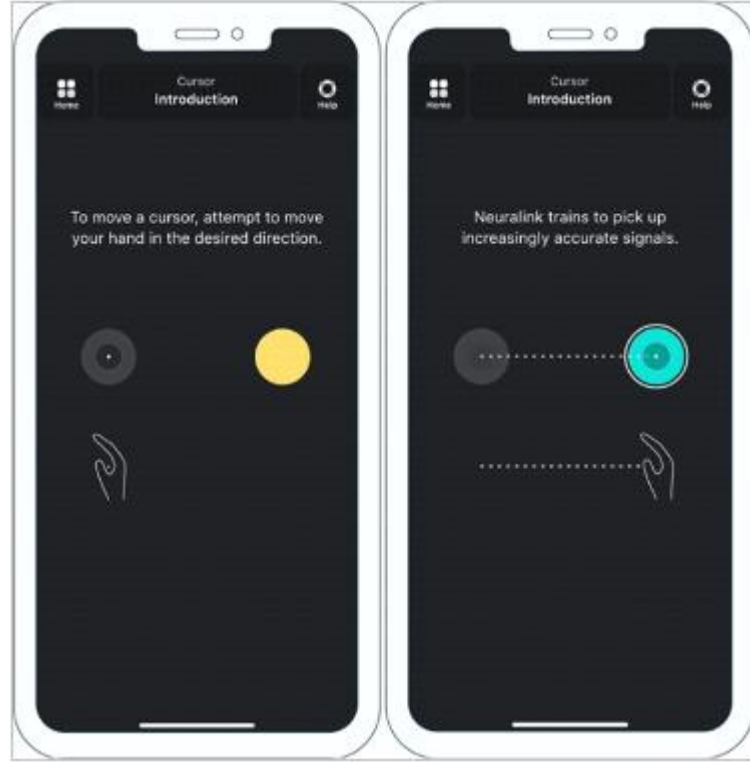 Home
Cursor
Introduction
Help
To move a cursor, attempt to move
your hand in the desired direction.
Home
Cursor
Introduction
Help
Neuralink trains to pick up
increasingly accurate signals.